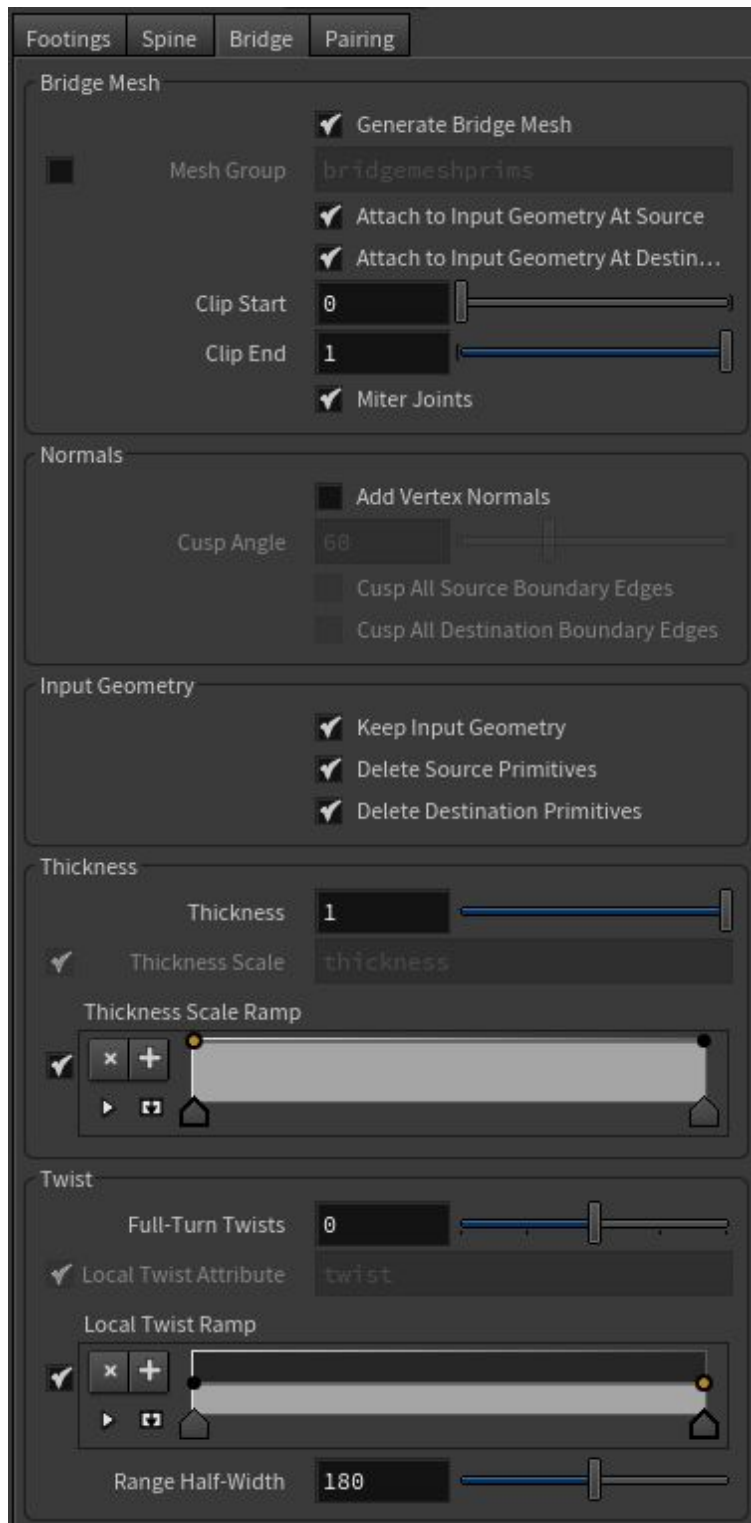 Footings Spine Bridge Pairing
Bridge Mesh
Generate Bridge Mesh
Mesh Group bridgemeshprims
Attach to Input Geometry At Source
Attach to Input Geometry At Destin...
Clip Start 0
Clip End 1
Miter Joints
Normals
Add Vertex Normals
Cusp Angle 60
Cusp All Source Boundary Edges
Cusp All Destination Boundary Edges
Input Geometry
Keep Input Geometry
Delete Source Primitives
Delete Destination Primitives
Thickness
Thickness 1
Thickness Scale thickness
Thickness Scale Ramp
Twist
Full-Turn Twists 0
Local Twist Attribute twist
Local Twist Ramp
Range Half-Width 180